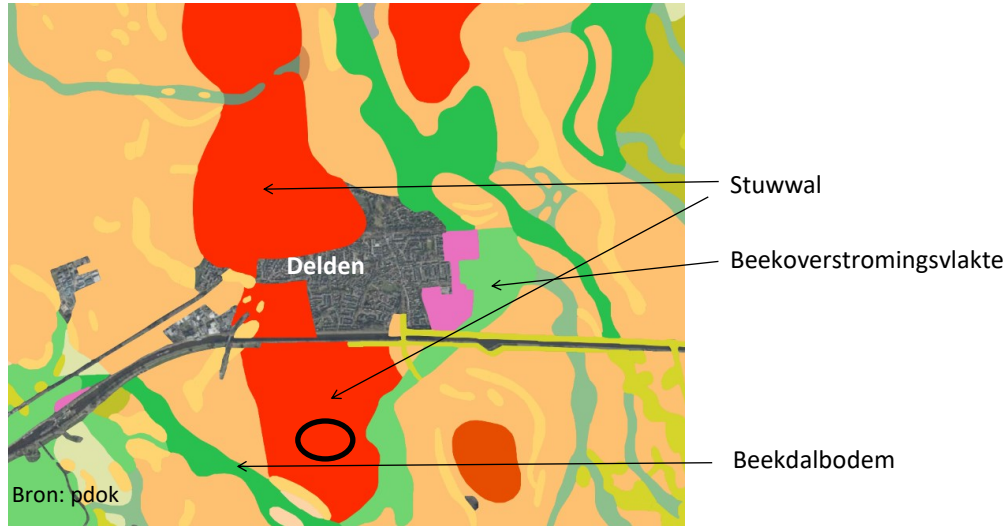 Stuwwal
Delden
Beekoverstromingsvlakte
Beekdalbodem
Bron: pdok